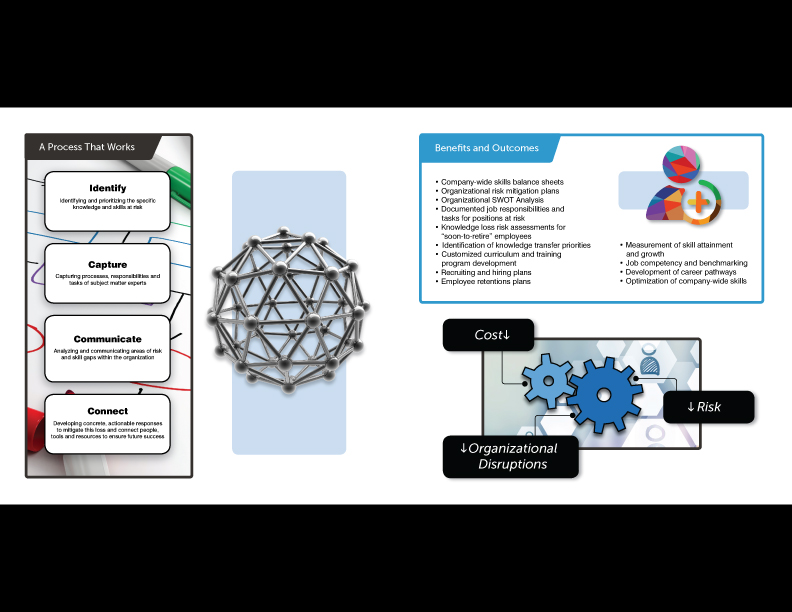 A Process That Works
Identify
Identifying and prioritizing the specific
knowledge and skills at risk
Capture
Capturing processes, responsibilities and
tasks of subject matter experts
Communicate
Analyzing and communicating areas of risk
and skill gaps within the organization
Connect
Developing concrete, actionable responses
to mitigate this loss and connect people,
tools and resources to ensure future success
Benefits and Outcomes
• Company-wide skills balance sheets
• Organizational risk mitigation plans
• Organizational SWOT Analysis
• Documented job responsibilities and
tasks for positions at risk
• Knowledge loss risk assessments for
“soon-to-retire” employees
• Identification of knowledge transfer priorities
• Customized curriculum and training
program development
• Recruiting and hiring plans
• Employee retentions plans
• Measurement of skill attainment
and growth
• Job competency and benchmarking
• Development of career pathways
• Optimization of company-wide skills
Cost↓
↓Risk
↓Organizational
Disruptions